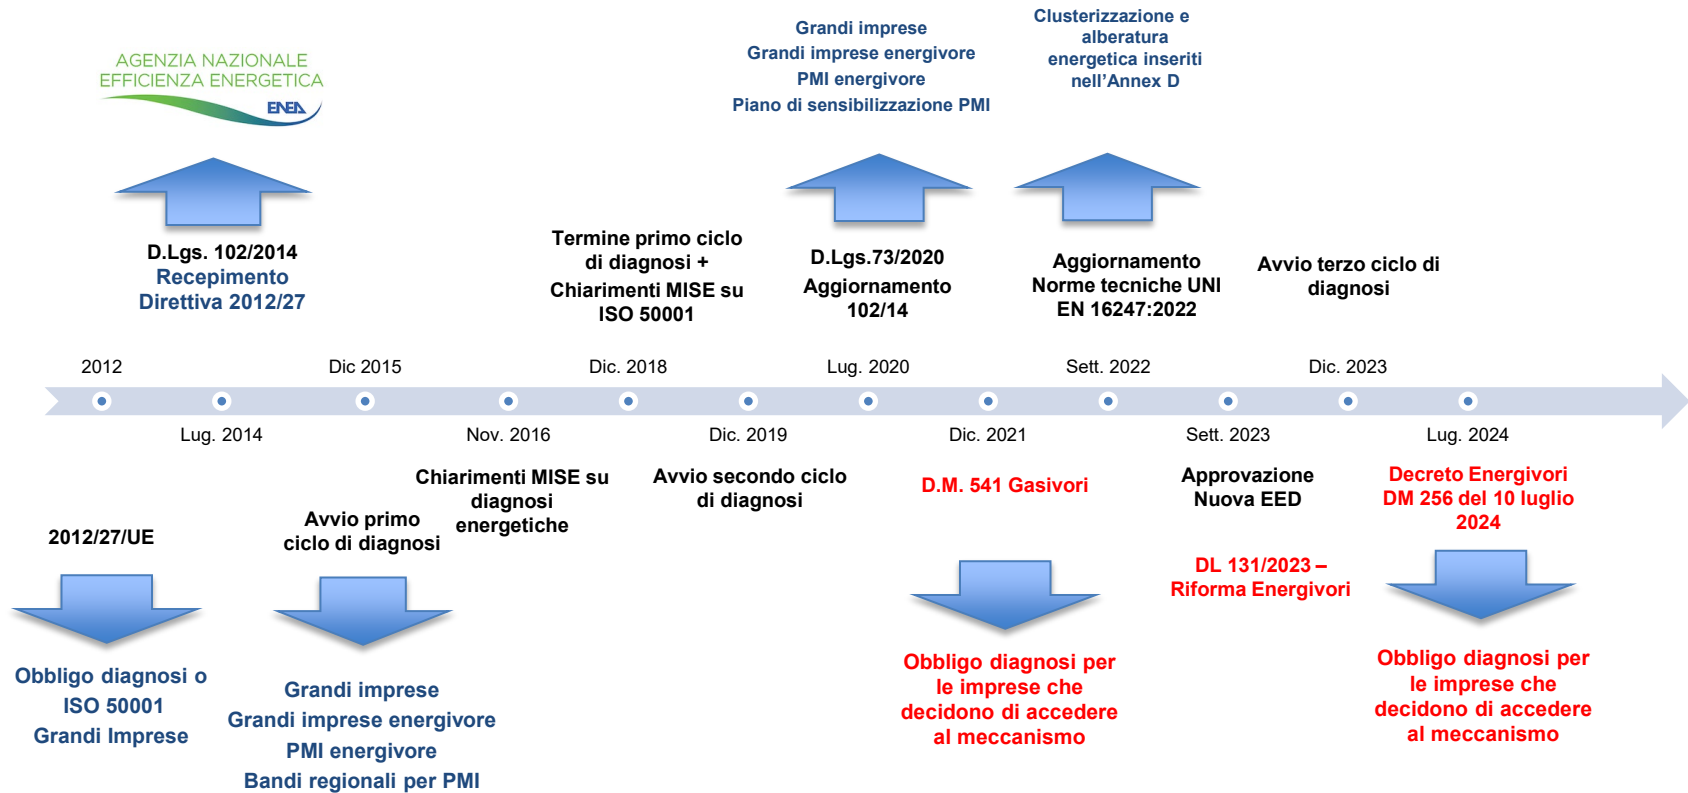 AGENZIA NAZIONALE
EFFICIENZA ENERGETICA
ENEA
Grandi imprese
Grandi imprese energivore
PMI energivore
Piano di sensibilizzazione PMI
Clusterizzazione e
alberatura
energetica inseriti
nell'Annex D
D.Lgs. 102/2014
Recepimento
Direttiva 2012/27
Termine primo ciclo
di diagnosi +
Chiarimenti MISE su
ISO 50001
D.Lgs.73/2020
Aggiornamento
102/14
Aggiornamento
Norme tecniche UNI
EN 16247:2022
Avvio terzo ciclo di
diagnosi
2012
Dic 2015
Dic. 2018
Lug. 2020
Sett. 2022
Dic. 2023
Lug. 2014
Nov. 2016
Dic. 2019
Dic. 2021
Sett. 2023
Lug. 2024
2012/27/UE
Avvio primo
ciclo di diagnosi
Chiarimenti MISE su
diagnosi
energetiche
Avvio secondo ciclo
di diagnosi
D.M. 541 Gasivori
Approvazione
Nuova EED
DL 131/2023 –
Riforma Energivori
Decreto Energivori
DM 256 del 10 luglio
2024
Obbligo diagnosi o
ISO 50001
Grandi Imprese
Grandi imprese
Grandi imprese energivore
PMI energivore
Bandi regionali per PMI
Obbligo diagnosi per
le imprese che
decidono di accedere
al meccanismo
Obbligo diagnosi per
le imprese che
decidono di accedere
al meccanismo